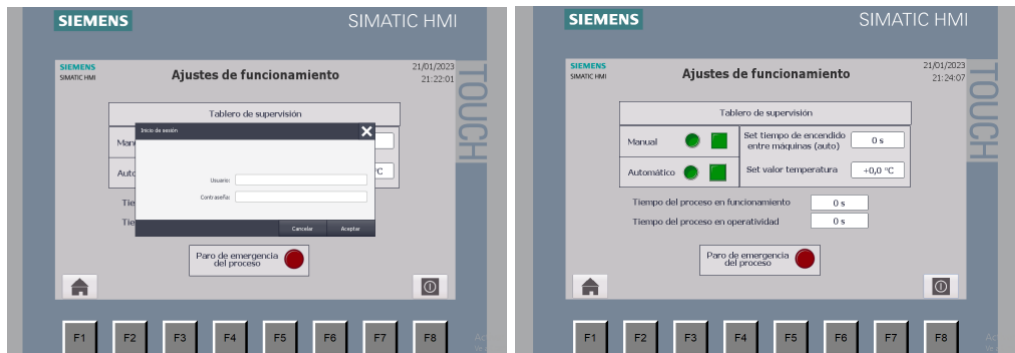 SIEMENS
SIMATIC HMI
SIEMENS
SIMATIC HMI
Ajustes de funcionamiento
21/01/2023
21:22:01
TOUCH
Tablero de supervisión
Inicio de sesión
Man
Usuario:
Contraseña:
°C
Auto
Tie
Tie
Cancelar
Aceptar
Paro de emergencia
del proceso
F1 F2 F3 F4 F5 F6 F7 F8
SIEMENS
SIMATIC HMI
SIEMENS
SIMATIC HMI
Ajustes de funcionamiento
21/01/2023
21:24:07
TOUCH
Tablero de supervisión
Manual
Set tiempo de encendido
entre máquinas (auto)
0 s
Automático
Set valor temperatura
+0,0 °C
Tiempo del proceso en funcionamiento
0 s
Tiempo del proceso en operatividad
0 s
Paro de emergencia
del proceso
F1 F2 F3 F4 F5 F6 F7 F8